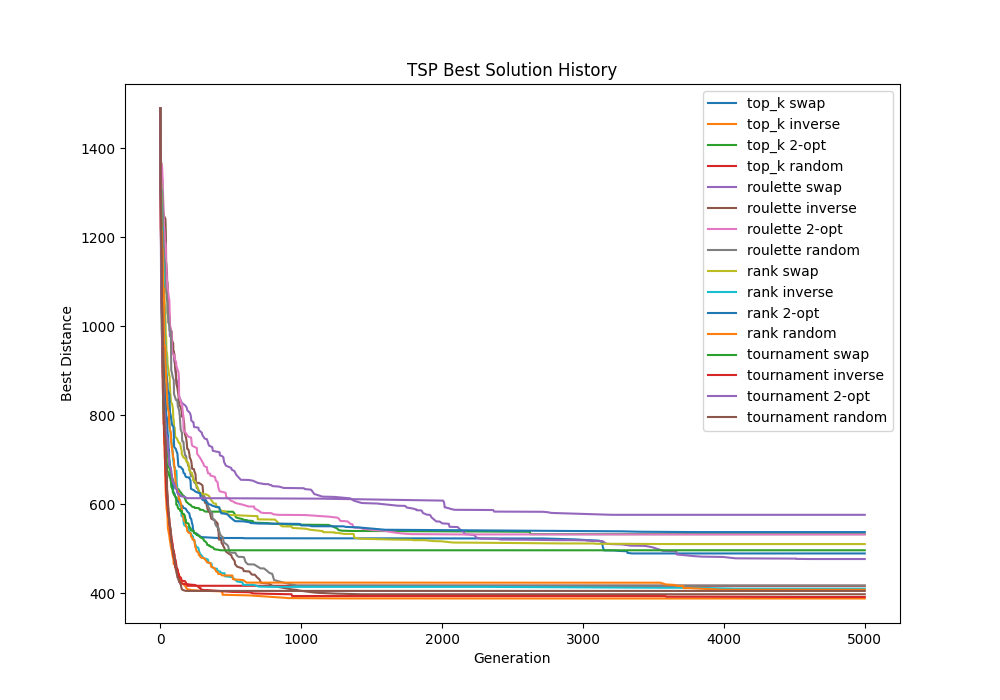 TSP Best Solution History
Best Distance
1400
1200
1000
800
600
400
0
1000
2000
3000
4000
5000
Generation
top_k swap
top_k inverse
top_k 2-opt
top_k random
roulette swap
roulette inverse
roulette 2-opt
roulette random
rank swap
rank inverse
rank 2-opt
rank random
tournament swap
tournament inverse
tournament 2-opt
tournament random